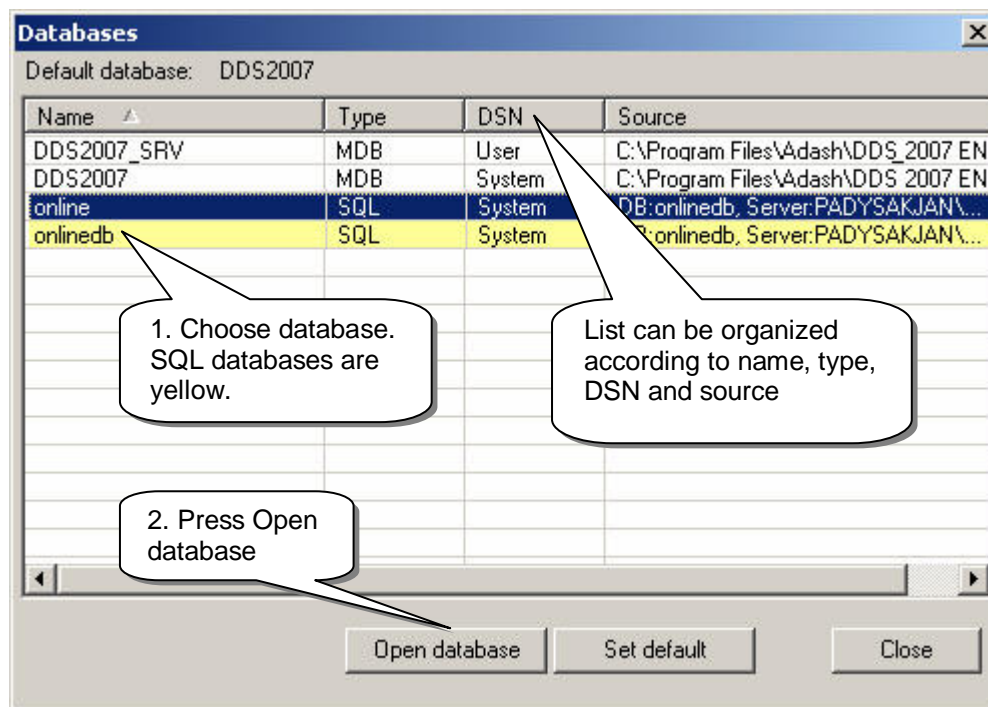 Databases
Default database: DDS2007
Name Type DSN Source
DDS2007_SRV MDB User C:\Program Files\Adash\DDS_2007 EN
DDS2007 MDB System C:\Program Files\Adash\DDS 2007 EN
online SQL System DB:onlinedb, Server:PADYSAKJAN\...
onlinedb SQL System :onlinedb, Server:PADYSAKJAN\...
1. Choose database.
SQL databases are
yellow.
List can be organized
according to name, type,
DSN and source
2. Press Open
database
Open database Set default Close